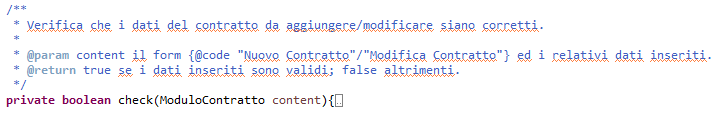 /**
 * Verifica che i dati del contratto da aggiungere/modificare siano corretti.
 *
 * @param content il form {@code "Nuovo Contratto"/"Modifica Contratto"} ed i relativi dati inseriti.
 * @return true se i dati inseriti sono validi; false altrimenti.
 */
private boolean check(ModuloContratto content){